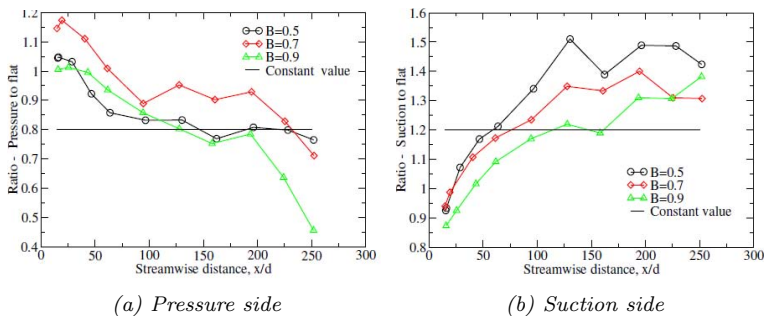 Ratio - Pressure to flat
1.2
1.1
1
0.9
0.8
0.7
0.6
0.5
0.4
B=0.5
B=0.7
B=0.9
Constant value
0 50 100 150 200 250 300
Streamwise distance, x/d
(a) Pressure side
Ratio - Suction to flat
1.6
1.5
1.4
1.3
1.2
1.1
1
0.9
0.8
B=0.5
B=0.7
B=0.9
Constant value
0 50 100 150 200 250 300
Streamwise distance, x/d
(b) Suction side